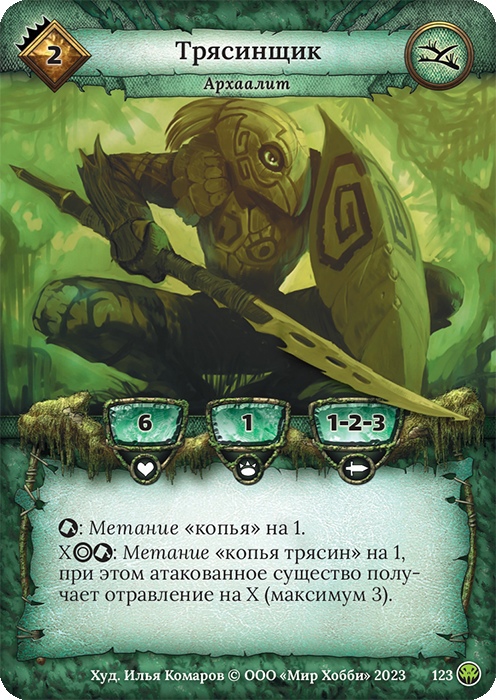 2
Трясинщик
Архаалит
6
1
1-2-3
: Метание «копья» на 1.
X: Метание «копья трясин» на 1,
при этом атакованное существо полу-
чает отравление на X (максимум 3).
Худ. Илья Комаров © ООО «Мир Хобби» 2023
123